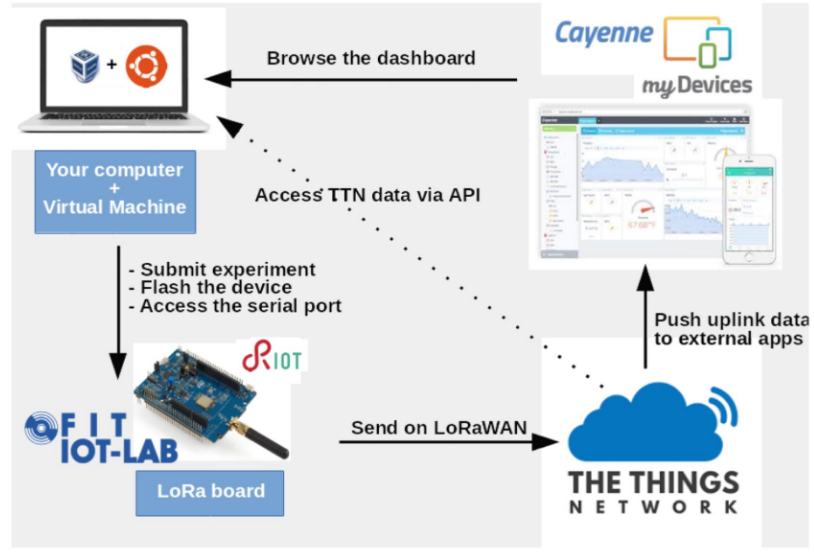 Cayenne
myDevices
Browse the dashboard
+
Your computer
+
Virtual Machine
Access TTN data via API
- Submit experiment
- Flash the device
- Access the serial port
Push uplink data
to external apps
RIOT
FIT
IOT-LAB
Send on LoRaWAN
LoRa board
THE THINGS
NETWORK